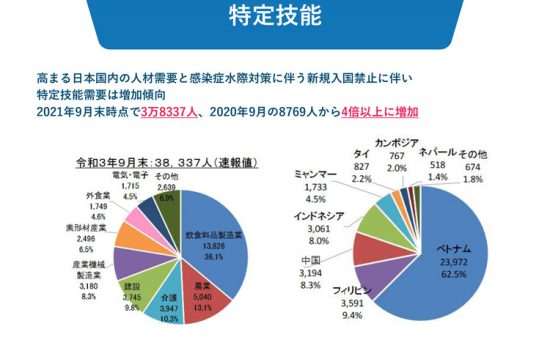 特定技能
高まる日本国内の人材需要と感染症水際対策に伴う新規入国禁止に伴い
特定技能需要は増加傾向
2021年9月末時点で3万8337人、2020年9月の8769人から4倍以上に増加
令和3年9月末：38，337人（速報値）
電気・電子
1,715
4.5%
その他
2,639
6.9%
外食業
1,749
4.6%
素形材産業
2,496
6.5%
産業機械
製造業
3,180
8.3%
建設
3,745
9.8%
介護
3,947
10.3%
農業
5,040
13.1%
飲食料品製造業
13,826
36.1%
カンボジア
767
2.0%
タイ
827
2.2%
ネパール
518
1.4%
その他
674
1.8%
ミャンマー
1,733
4.5%
インドネシア
3,061
8.0%
中国
3,194
8.3%
フィリピン
3,591
9.4%
ベトナム
23,972
62.5%